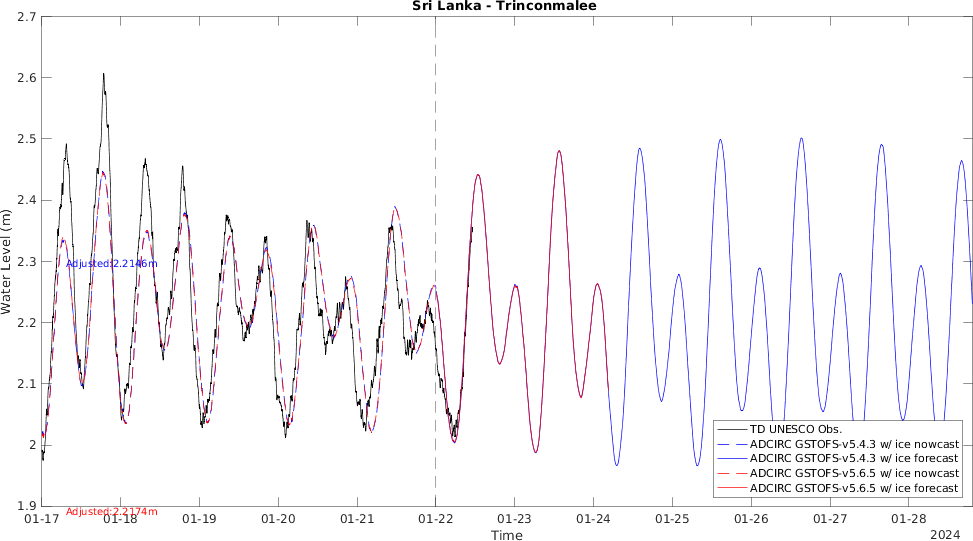 Sri Lanka - Trinconmalee
2.7
2.6
2.5
2.4
2.3
2.2
2.1
2
1.9
Water Level (m)
Adjusted:2.2146m
Adjusted:2.2174m
TD UNESCO Obs.
ADCIRC GSTOFS-v5.4.3 w/ ice nowcast
ADCIRC GSTOFS-v5.4.3 w/ ice forecast
ADCIRC GSTOFS-v5.6.5 w/ ice nowcast
ADCIRC GSTOFS-v5.6.5 w/ ice forecast
01-17 01-18 01-19 01-20 01-21 01-22 01-23 01-24 01-25 01-26 01-27 01-28
Time
2024